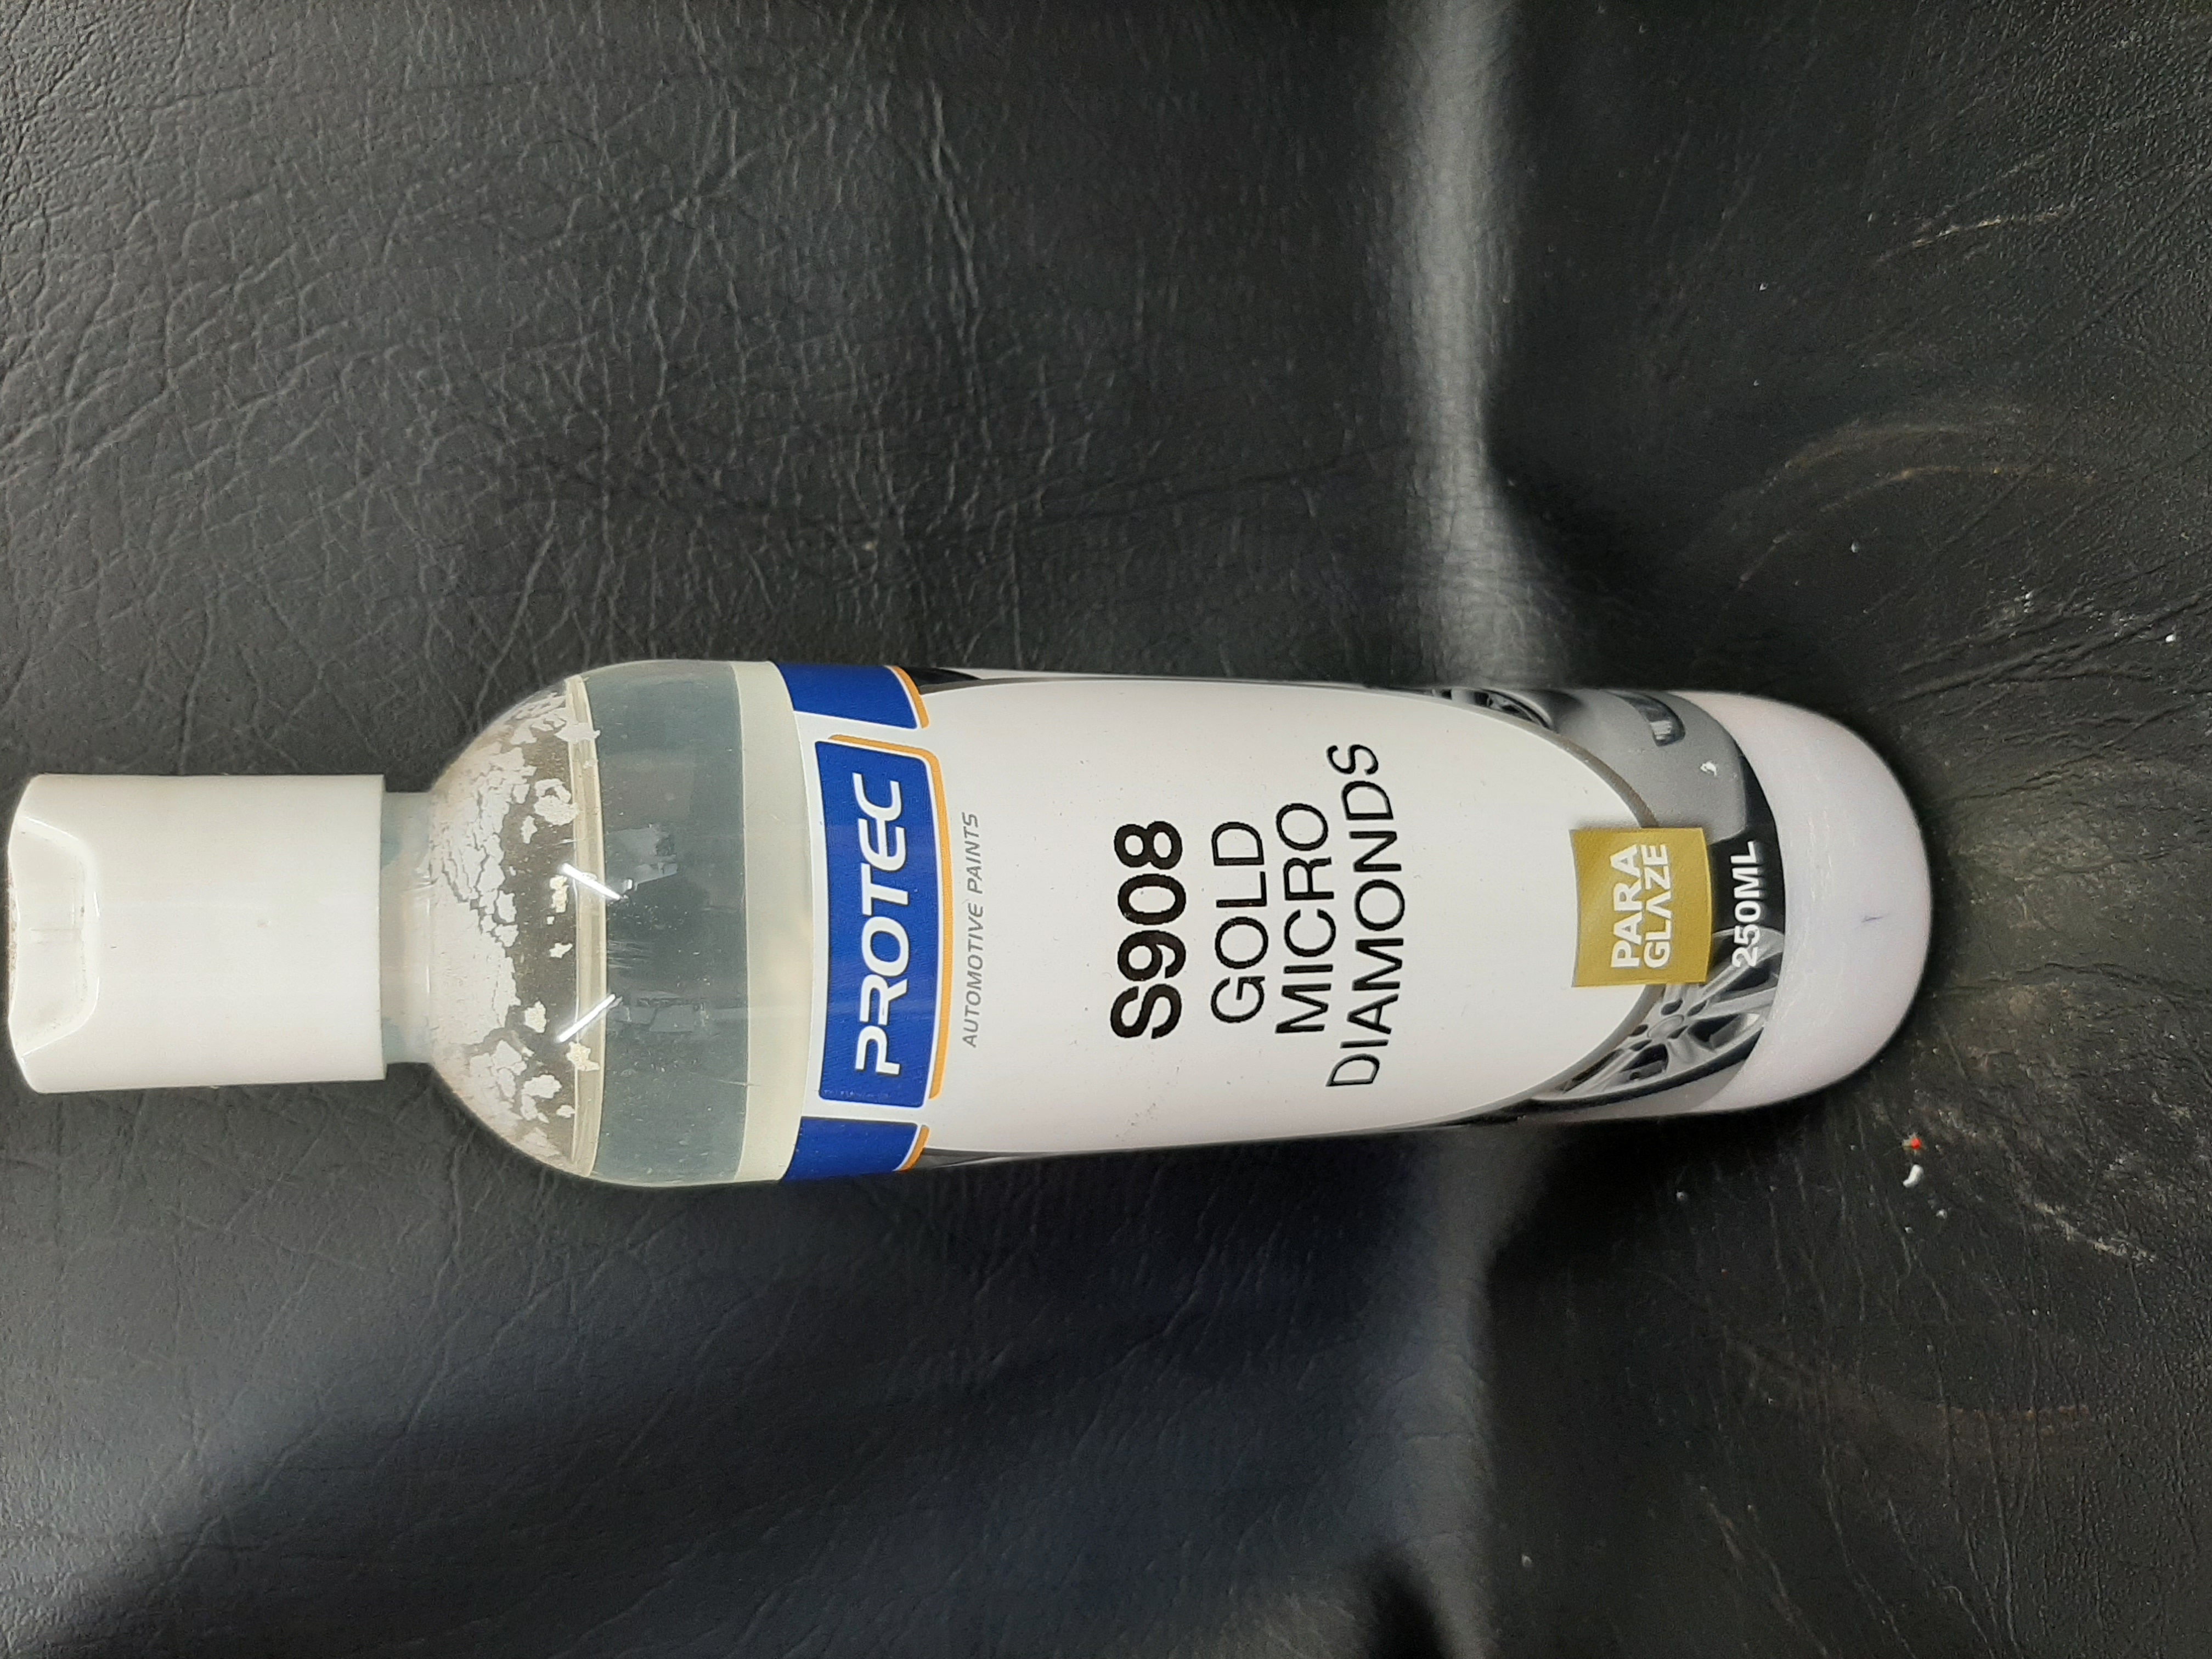 PROTEC
AUTOMOTIVE PAINTS
S908
GOLD
MICRO
DIAMONDS
PARA
GLAZE
250ML